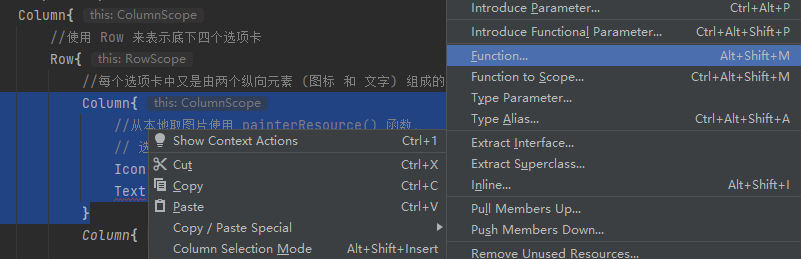 Column{ this: ColumnScope
//使用 Row 来表示底下四个选项卡
Row{ this: RowScope
//每个选项卡中又是由两个纵向元素 (图标 和 文字) 组成的
Column{ this: ColumnScope
//从本地取图片使用 painterResource() 函数,
// 选
Icon
Text
}
Column{
Show Context Actions Ctrl+1
Cut Ctrl+X
Copy Ctrl+C
Paste Ctrl+V
Copy / Paste Special
Column Selection Mode Alt+Shift+Insert
Introduce Parameter... Ctrl+Alt+P
Introduce Functional Parameter... Ctrl+Alt+Shift+P
Function... Alt+Shift+M
Function to Scope... Ctrl+Alt+Shift+M
Type Parameter...
Type Alias... Ctrl+Alt+Shift+A
Extract Interface...
Extract Superclass...
Inline... Alt+Shift+I
Pull Members Up...
Push Members Down...
Remove Unused Resources...